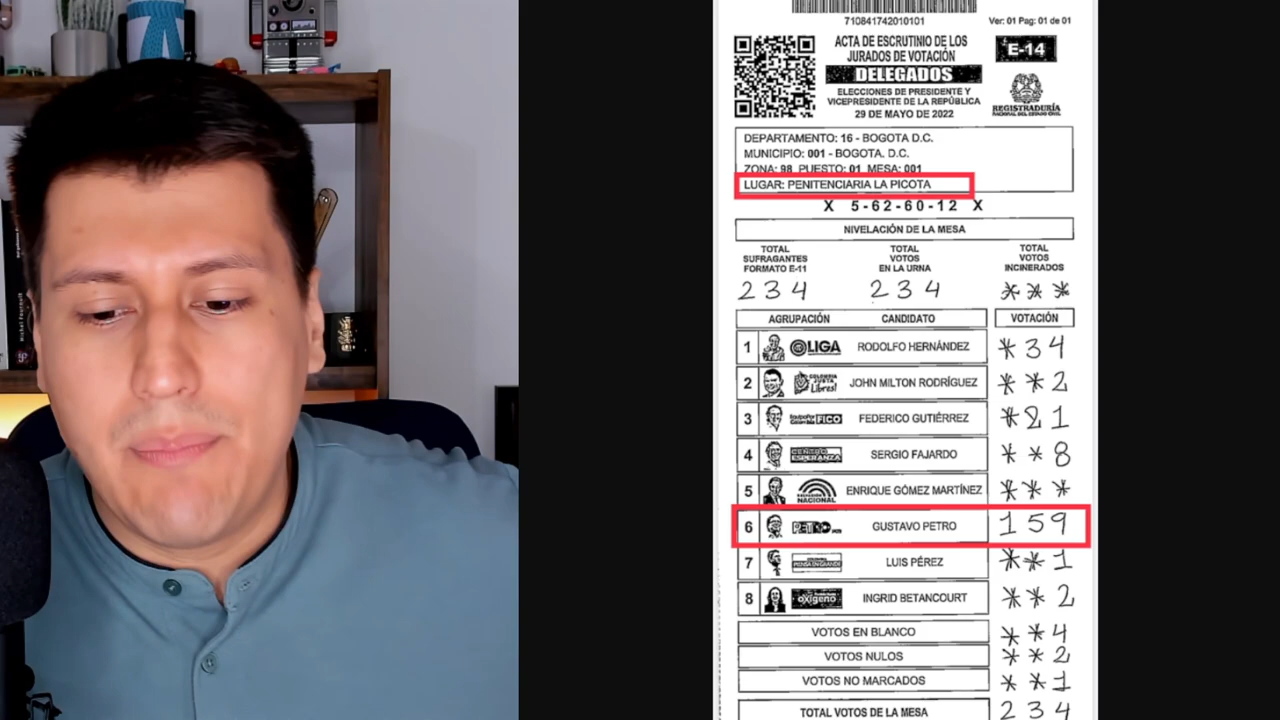 710841742010101
Ver: 01 Pag: 01 de 01
ACTA DE ESCRUTINIO DE LOS
JURADOS DE VOTACIÓN
DELEGADOS
ELECCIONES DE PRESIDENTE Y
VICEPRESIDENTE DE LA REPÚBLICA
29 DE MAYO DE 2022
E-14
REGISTRADURÍA
NACIONAL DEL ESTADO CIVIL
DEPARTAMENTO: 16 - BOGOTA D.C.
MUNICIPIO: 001 - BOGOTA. D.C.
ZONA: 98 PUESTO: 01 MESA: 001
LUGAR: PENITENCIARIA LA PICOTA
X 5-62-60-12 X
NIVELACIÓN DE LA MESA
TOTAL SUFRAGANTES FORMATO E-11
TOTAL VOTOS EN LA URNA
TOTAL VOTOS INCINERADOS
234 234 ***
AGRUPACIÓN CANDIDATO VOTACIÓN
1 LIGA RODOLFO HERNÁNDEZ *34
2 COLOMBIA JUSTA Libres! JOHN MILTON RODRÍGUEZ **2
3 FICO FEDERICO GUTIÉRREZ *21
4 CENTRO ESPERANZA SERGIO FAJARDO **8
5 NACIONAL ENRIQUE GÓMEZ MARTÍNEZ ***
6 PETRO GUSTAVO PETRO 159
7 LUIS PÉREZ **1
8 oxígeno INGRID BETANCOURT **2
VOTOS EN BLANCO **4
VOTOS NULOS **2
VOTOS NO MARCADOS **1
TOTAL VOTOS DE LA MESA 234